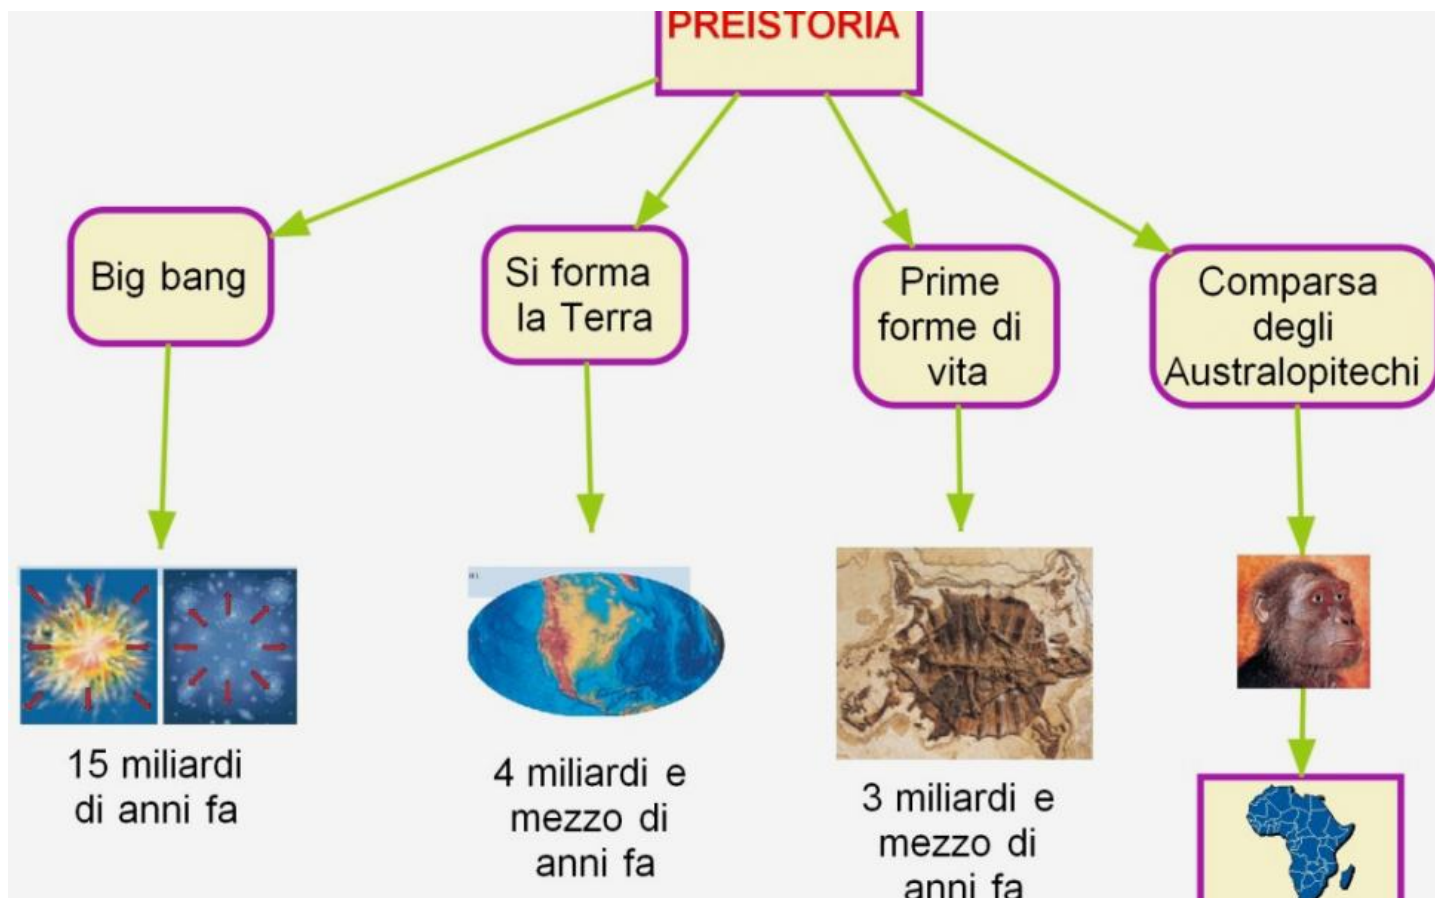 PREISTORIA
Big bang
Si forma
la Terra
Prime
forme di
vita
Comparsa
degli
Australopitechi
15 miliardi
di anni fa
4 miliardi e
mezzo di
anni fa
3 miliardi e
mezzo di
anni fa